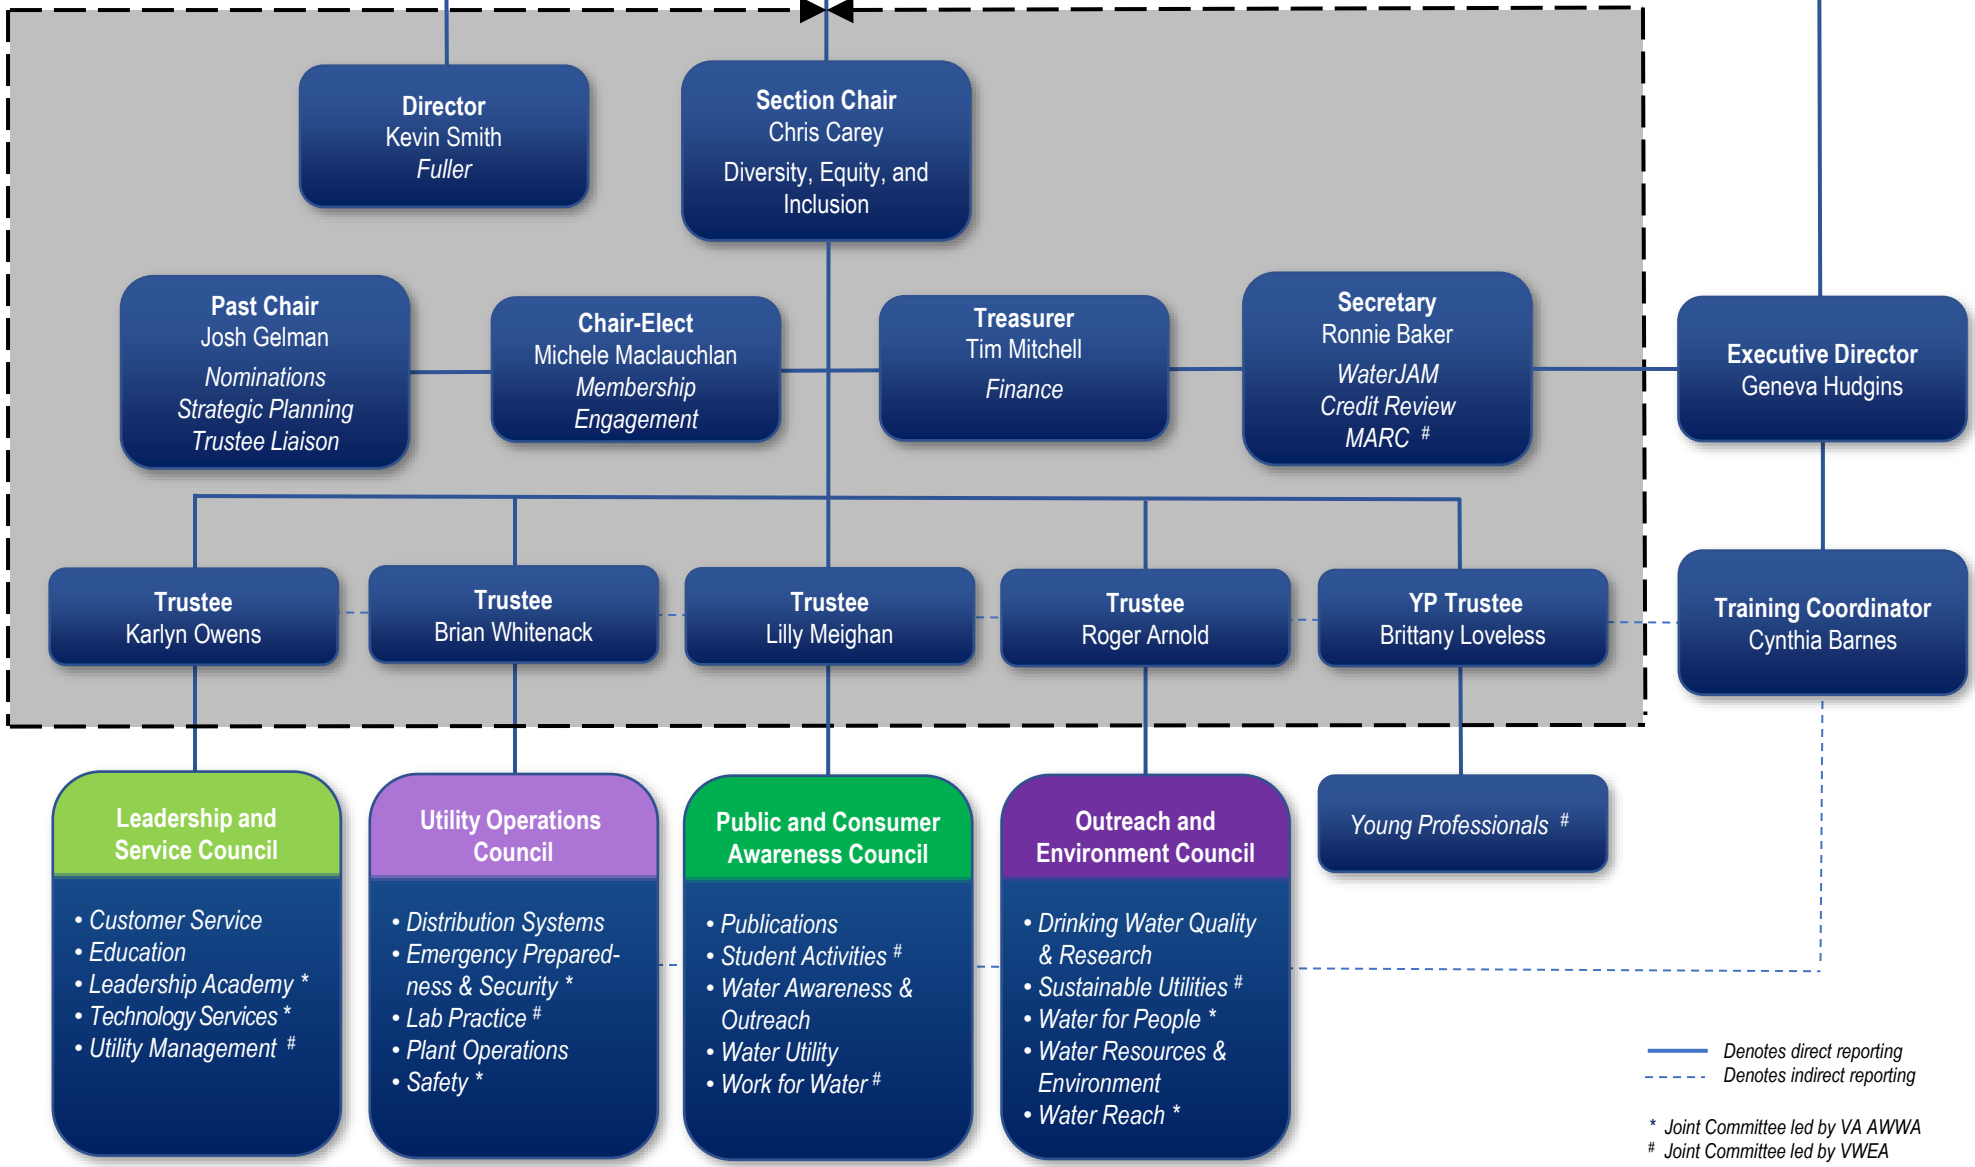 Director
Kevin Smith
Fuller
Section Chair
Chris Carey
Diversity, Equity, and
Inclusion
Past Chair
Josh Gelman
Nominations
Strategic Planning
Trustee Liaison
Chair-Elect
Michele Maclauchlan
Membership
Engagement
Treasurer
Tim Mitchell
Finance
Secretary
Ronnie Baker
WaterJAM
Credit Review
MARC #
Executive Director
Geneva Hudgins
Trustee
Karlyn Owens
Trustee
Brian Whitenack
Trustee
Lilly Meighan
Trustee
Roger Arnold
YP Trustee
Brittany Loveless
Training Coordinator
Cynthia Barnes
Leadership and
Service Council
• Customer Service
• Education
• Leadership Academy *
• Technology Services *
• Utility Management #
Utility Operations
Council
• Distribution Systems
• Emergency Prepared-
ness & Security *
• Lab Practice #
• Plant Operations
• Safety *
Public and Consumer
Awareness Council
• Publications
• Student Activities #
• Water Awareness &
Outreach
• Water Utility
• Work for Water #
Outreach and
Environment Council
• Drinking Water Quality
& Research
• Sustainable Utilities #
• Water for People *
• Water Resources &
Environment
• Water Reach *
Young Professionals #
Denotes direct reporting
Denotes indirect reporting
* Joint Committee led by VA AWWA
# Joint Committee led by VWEA